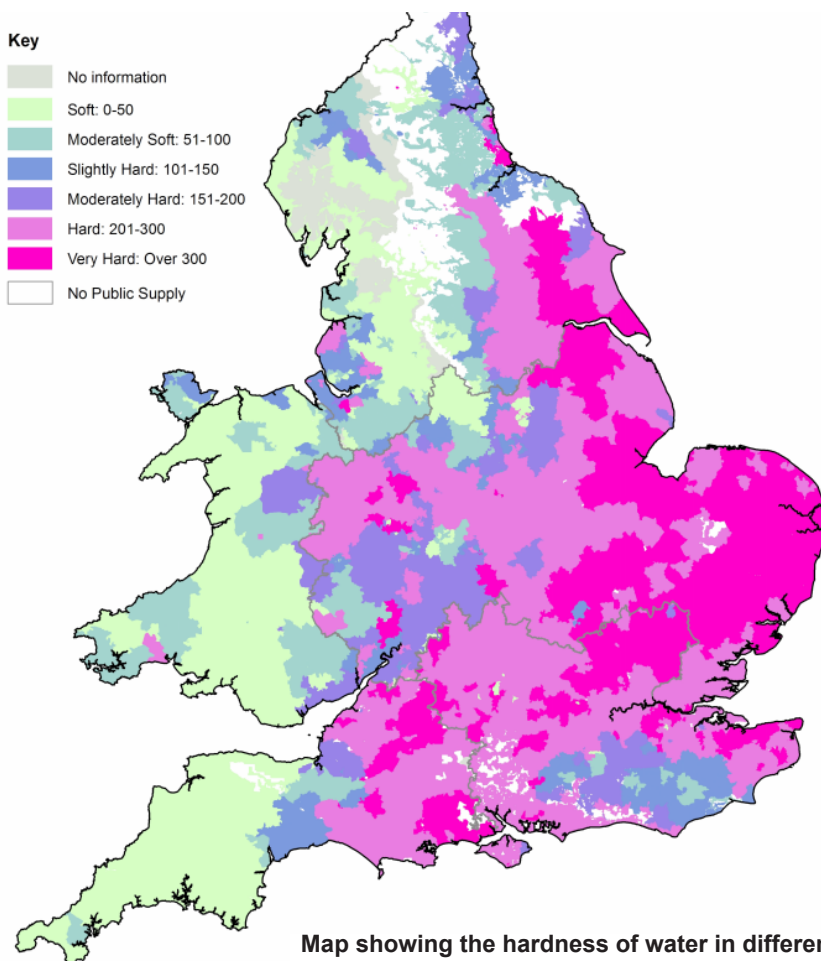 Key
No information
Soft: 0-50
Moderately Soft: 51-100
Slightly Hard: 101-150
Moderately Hard: 151-200
Hard: 201-300
Very Hard: Over 300
No Public Supply
Map showing the hardness of water in differen